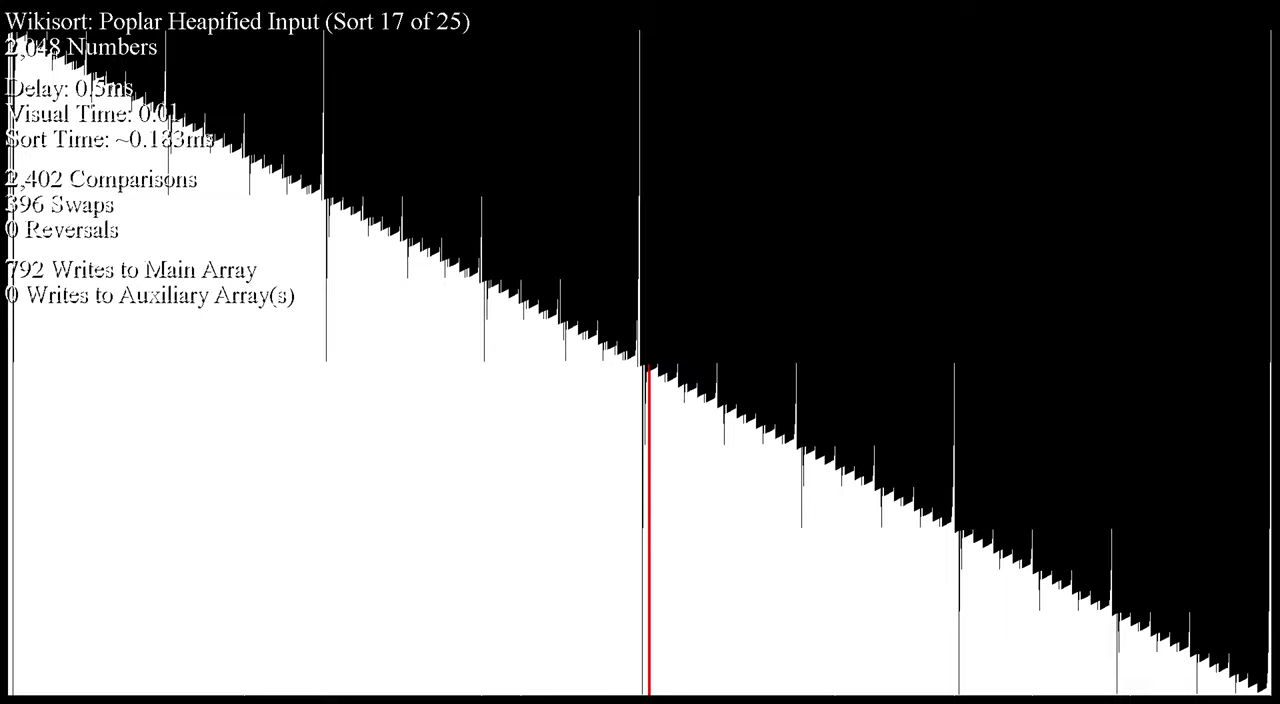 Wikisort: Poplar Heapified Input (Sort 17 of 25)
2,048 Numbers
Delay: 0.5ms
Visual Time: 0:01
Sort Time: ~0.183ms
2,402 Comparisons
396 Swaps
0 Reversals
792 Writes to Main Array
0 Writes to Auxiliary Array(s)